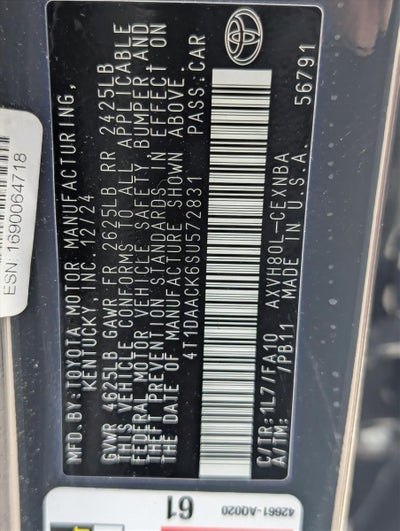 MFD.BY:TOYOTA MOTOR MANUFACTURING,
KENTUCKY,INC. 12/24
GVWR 4625LB GAWR FR 2625LB RR 2425LB
THIS VEHICLE CONFORMS TO ALL APPLICABLE
FEDERAL MOTOR VEHICLE SAFETY, BUMPER AND
THEFT PREVENTION STANDARDS IN EFFECT ON
THE DATE OF MANUFACTURE SHOWN ABOVE.
4T1DAACK6SU572831 PASS.CAR
C/TR:1L7//FA10 AXVH80L-CEXNBA
A/TM: /PB11 MADE IN U.S.A. 56791
ESN: 1690064718
61
42661-A0020